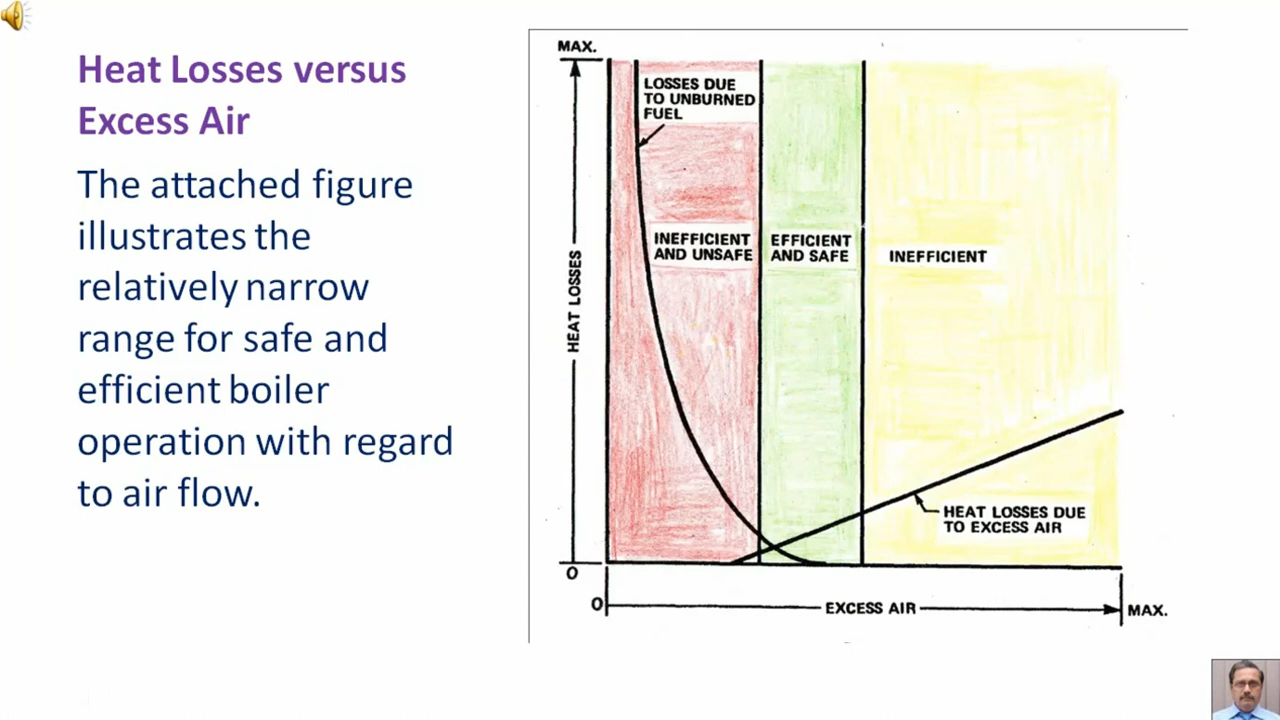 Heat Losses versus
Excess Air
The attached figure
illustrates the
relatively narrow
range for safe and
efficient boiler
operation with regard
to air flow.
MAX.
LOSSES DUE
TO UNBURNED
FUEL
INEFFICIENT
AND UNSAFE
EFFICIENT
AND SAFE
INEFFICIENT
HEAT LOSSES
HEAT LOSSES DUE
TO EXCESS AIR
0
0
EXCESS AIR
MAX.